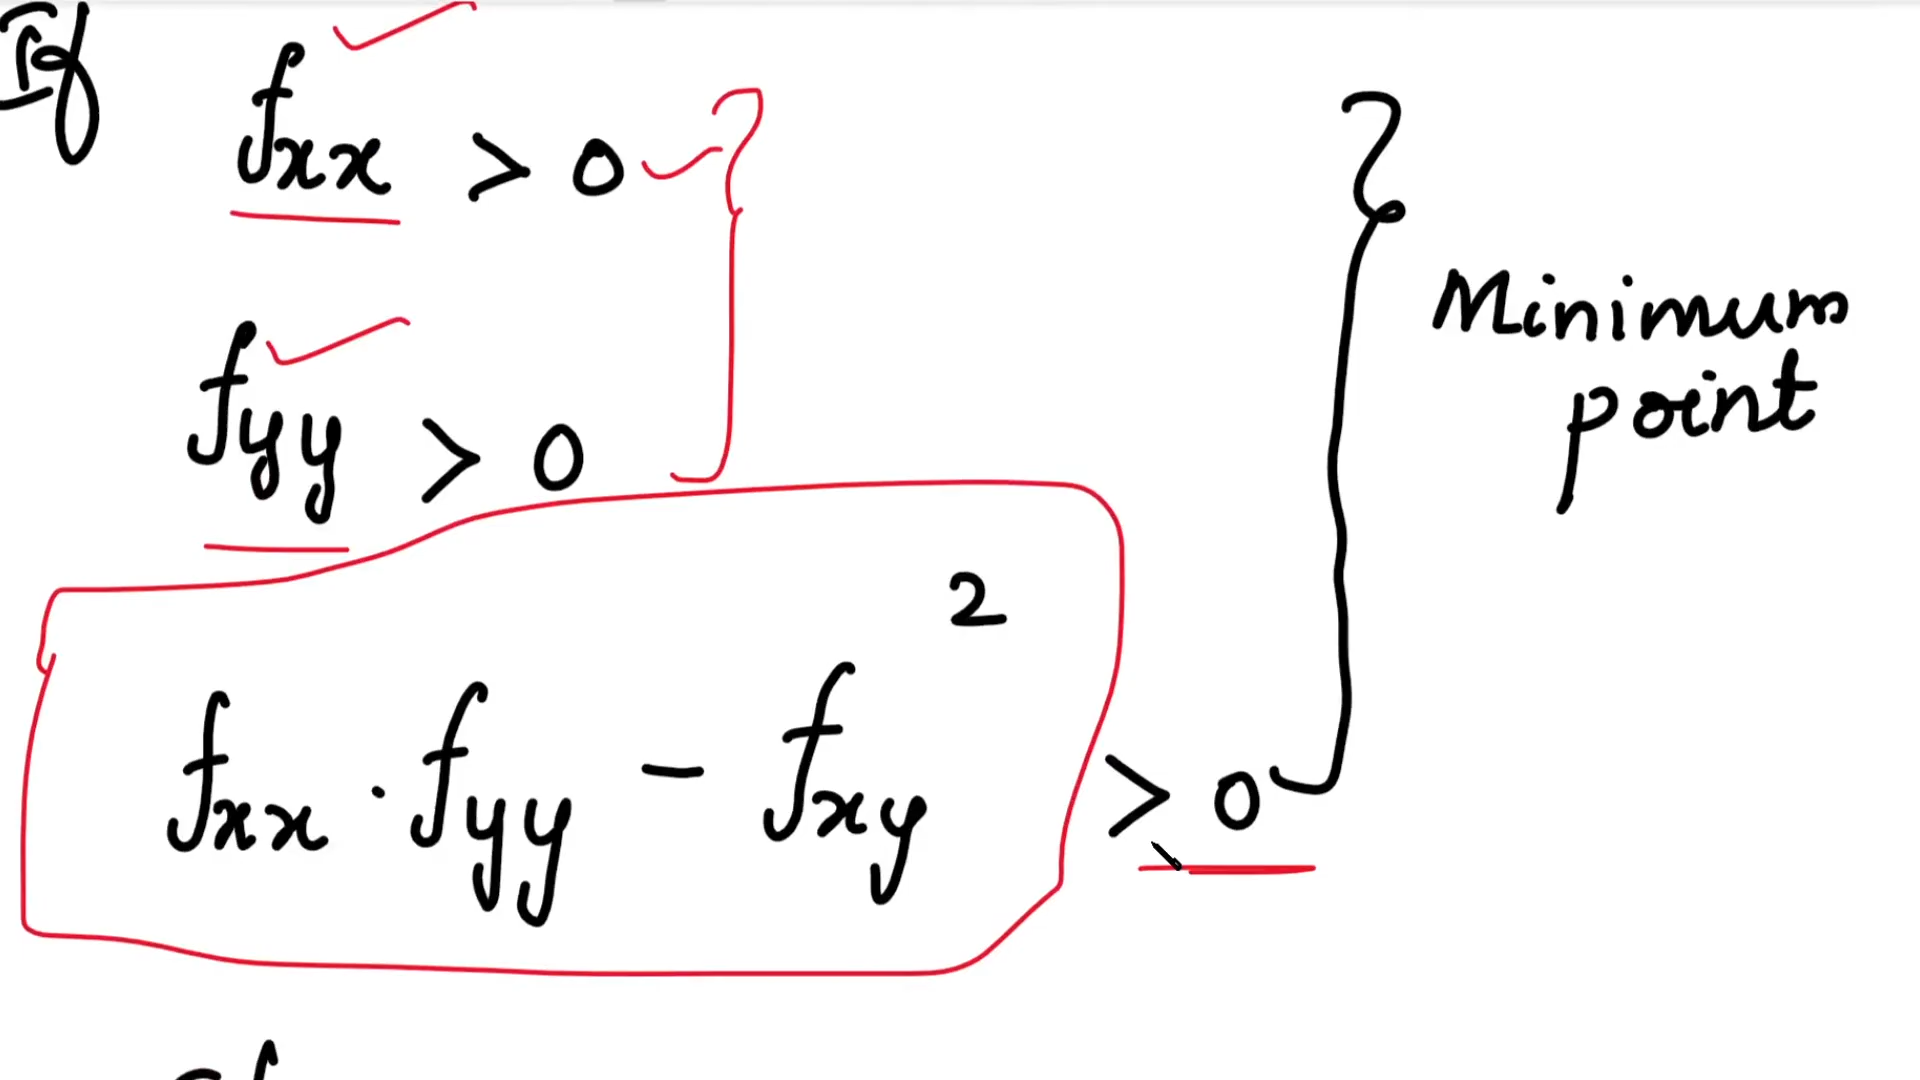 If
fxx > 0
fyy > 0
Minimum
point
fxx · fyy - fxy² > 0